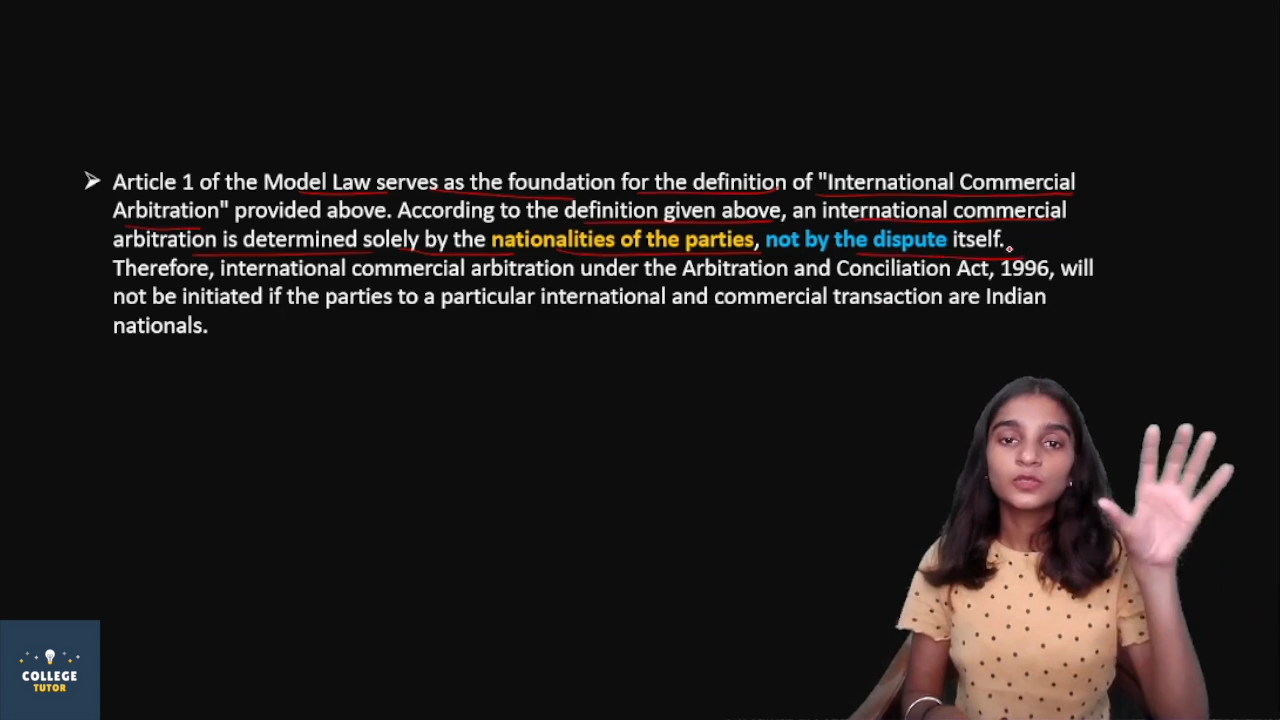 Article 1 of the Model Law serves as the foundation for the definition of "International Commercial
Arbitration" provided above. According to the definition given above, an international commercial
arbitration is determined solely by the nationalities of the parties, not by the dispute itself.
Therefore, international commercial arbitration under the Arbitration and Conciliation Act, 1996, will
not be initiated if the parties to a particular international and commercial transaction are Indian
nationals.
COLLEGE
TUTOR